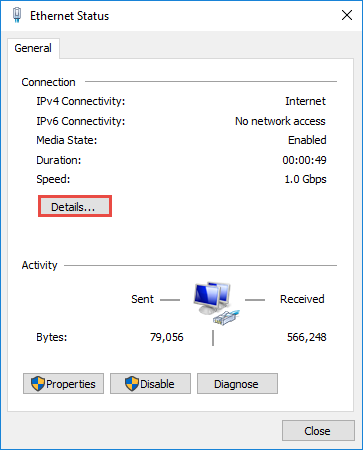 Ethernet Status
General
Connection
IPv4 Connectivity: Internet
IPv6 Connectivity: No network access
Media State: Enabled
Duration: 00:00:49
Speed: 1.0 Gbps
Details...
Activity
Sent Received
Bytes: 79,056 566,248
Properties Disable Diagnose
Close